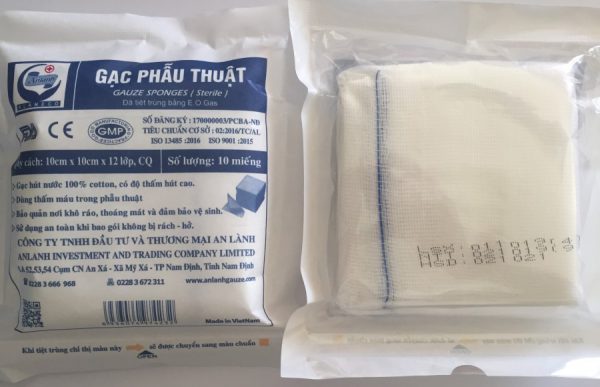 Anlanh
ANLANHCO
GẠC PHẪU THUẬT
GAUZE SPONGES ( Sterile )
Đã tiệt trùng bằng E.O Gas
CE
GMP
SỐ ĐĂNG KÝ : 170000003/PCBA-NĐ
TIÊU CHUẨN CƠ SỞ : 02:2016/TC/AL
ISO 13485 :2016 ISO 9001 :2015
Quy cách: 10cm x 10cm x 12 lớp, CQ
Số lượng: 10 miếng
Gạc hút nước 100% cotton, có độ thấm hút cao.
Dùng thấm máu trong phẫu thuật
Bảo quản nơi khô ráo, thoáng mát và đảm bảo vệ sinh.
Sử dụng an toàn khi bao gói không bị rách - hở.
CÔNG TY TNHH ĐẦU TƯ VÀ THƯƠNG MẠI AN LÀNH
ANLANH INVESTMENT AND TRADING COMPANY LIMITED
52,53,54 Cụm CN An Xá - Xã Mỹ Xá - TP Nam Định, Tỉnh Nam Định
0228 3 666 968 0228 3 672 311 www.anlanhgauze.com
Made in VietNam
Khi tiệt trùng chỉ thị màu này sẽ được chuyển sang màu chuẩn
OPEN